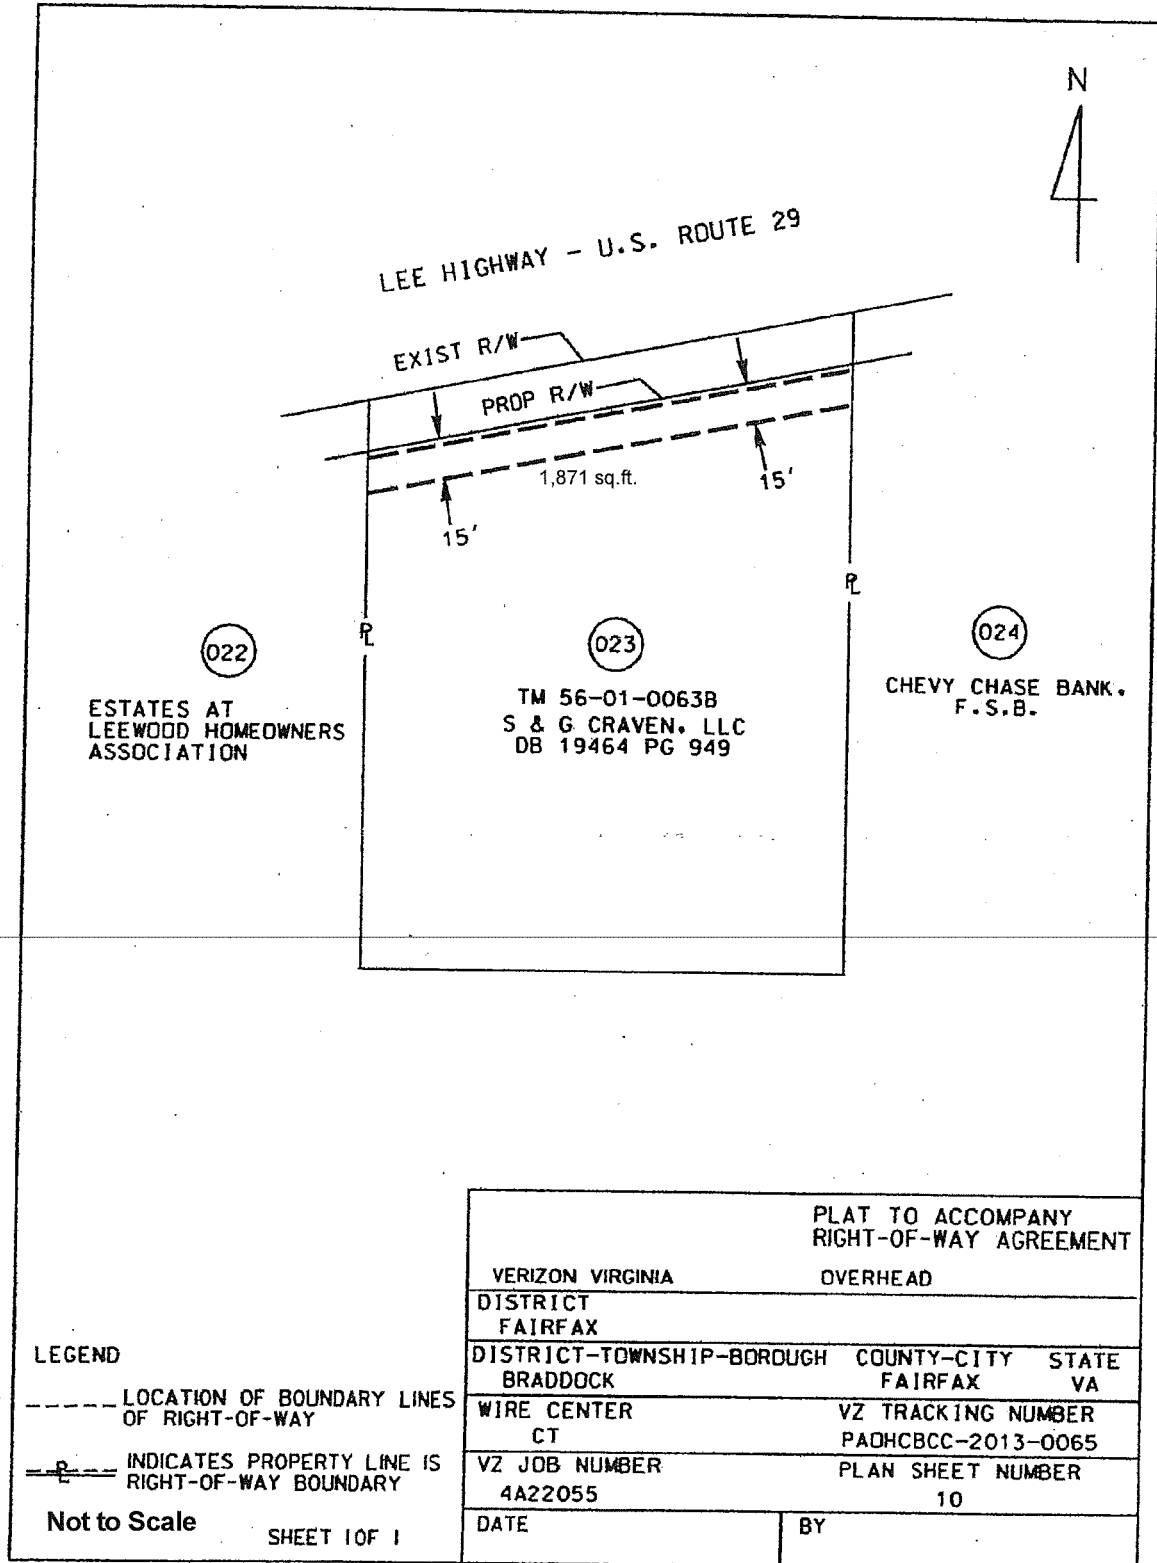 N
LEE HIGHWAY - U.S. ROUTE 29
EXIST R/W
PROP R/W
1,871 sq.ft.
15'
15'
PL
PL
022
ESTATES AT
LEEWOOD HOMEOWNERS
ASSOCIATION
023
TM 56-01-0063B
S & G CRAVEN, LLC
DB 19464 PG 949
024
CHEVY CHASE BANK.
F.S.B.
PLAT TO ACCOMPANY
RIGHT-OF-WAY AGREEMENT
VERIZON VIRGINIA OVERHEAD
DISTRICT
FAIRFAX
DISTRICT-TOWNSHIP-BOROUGH COUNTY-CITY STATE
BRADDOCK FAIRFAX VA
WIRE CENTER VZ TRACKING NUMBER
CT PAOHCBCC-2013-0065
VZ JOB NUMBER PLAN SHEET NUMBER
4A22055 10
DATE BY
LEGEND
LOCATION OF BOUNDARY LINES
OF RIGHT-OF-WAY
PL INDICATES PROPERTY LINE IS
RIGHT-OF-WAY BOUNDARY
Not to Scale
SHEET 1 OF 1